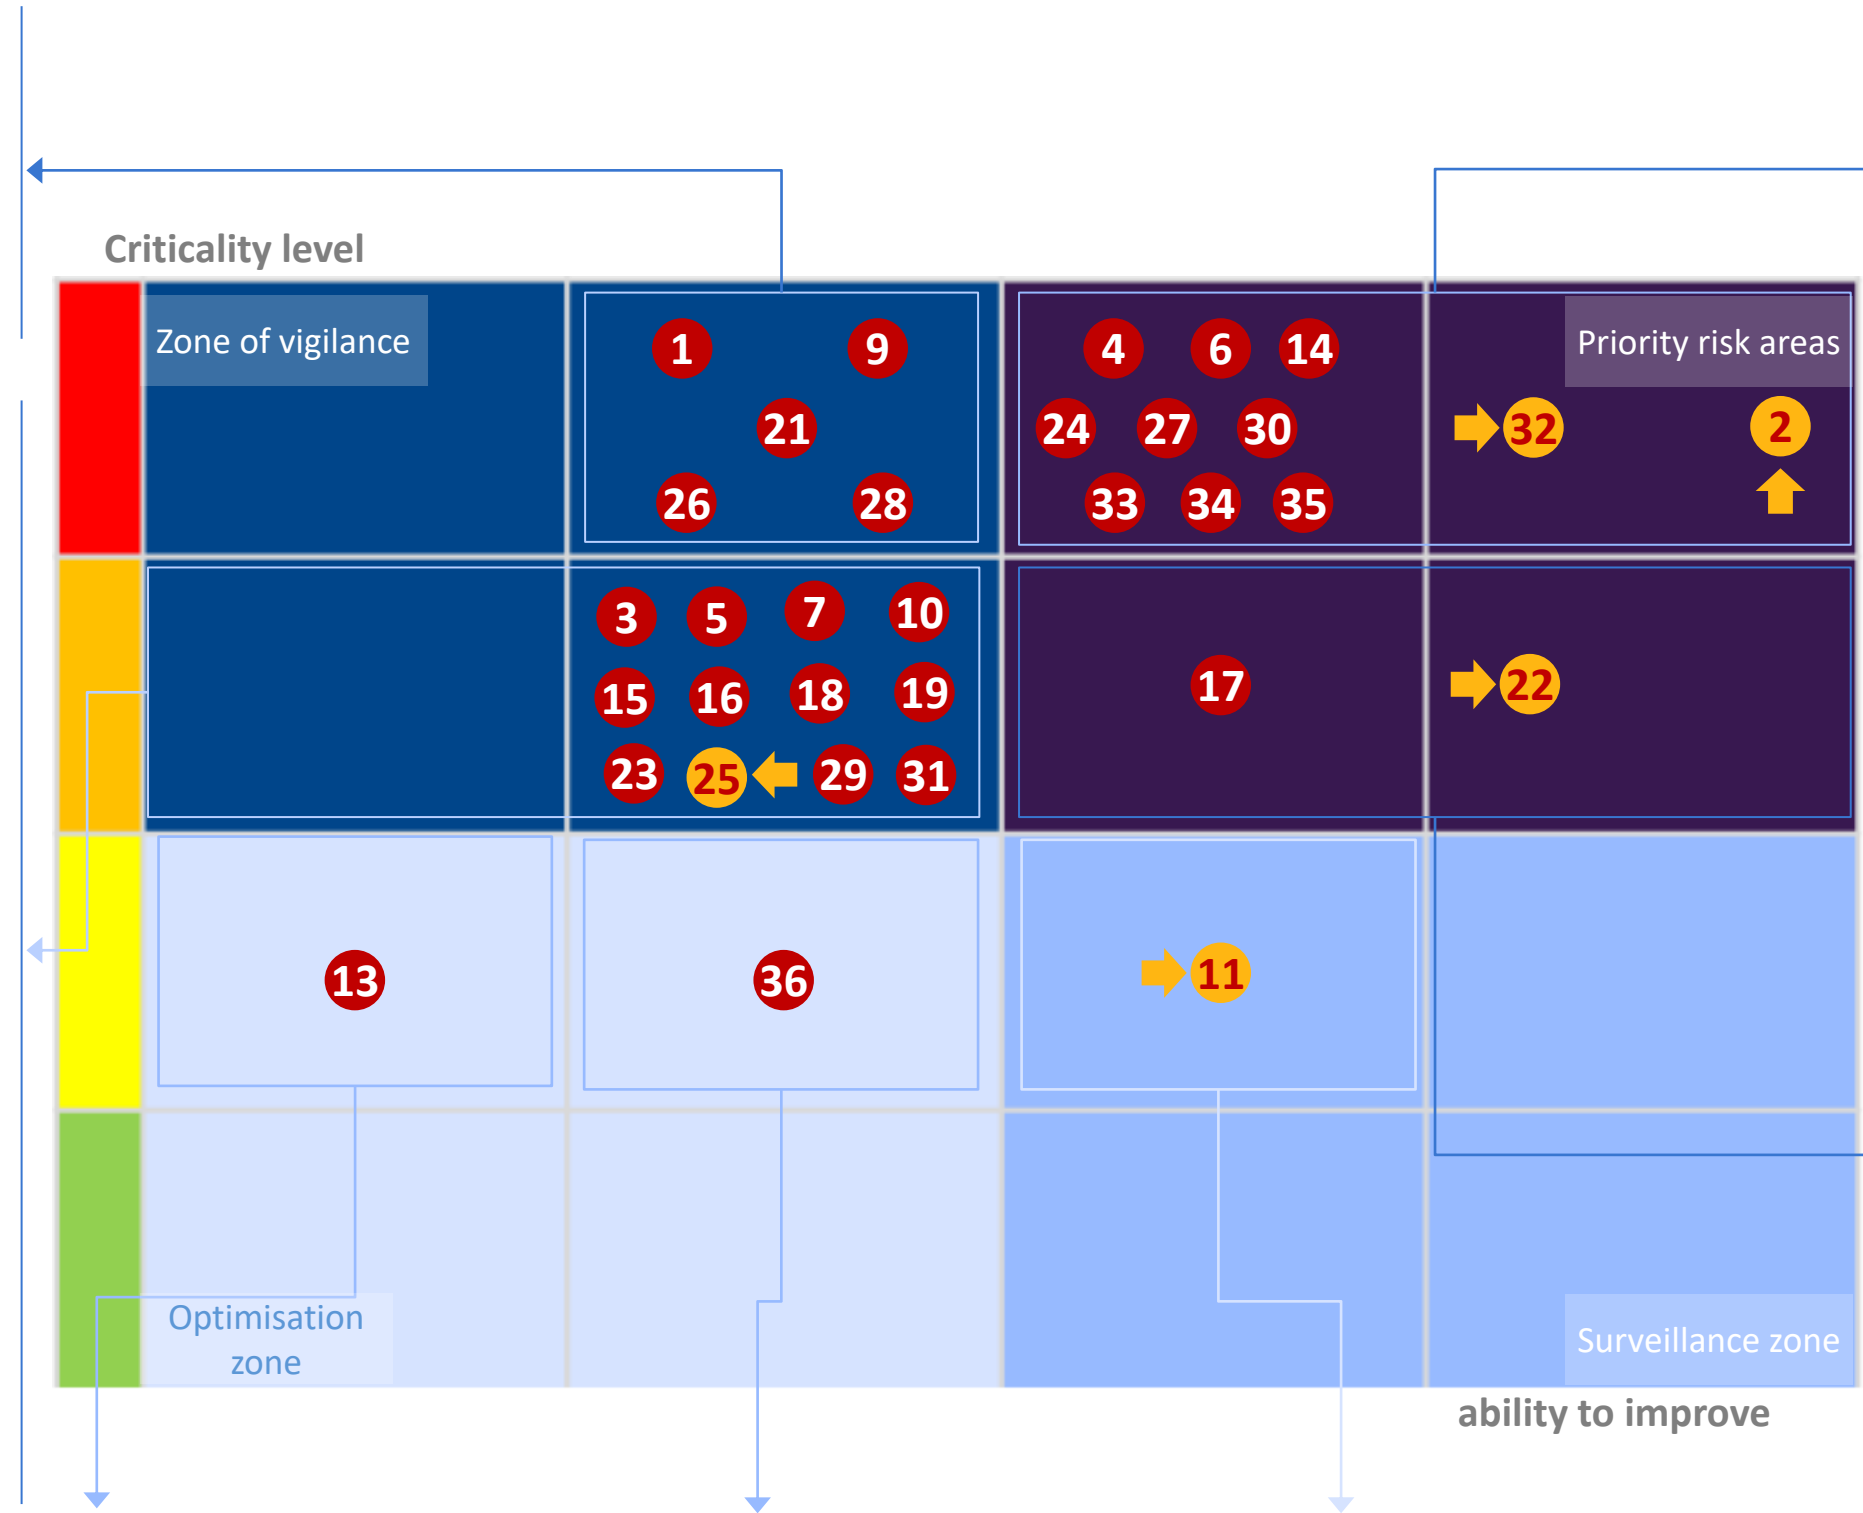 Criticality level
Zone of vigilance
1 9
21
26 28
4 6 14
24 27 30
33 34 35
Priority risk areas
32 2
3 5 7 10
15 16 18 19
23 25 29 31
17 22
13 36 11
Optimisation
zone
Surveillance zone
ability to improve